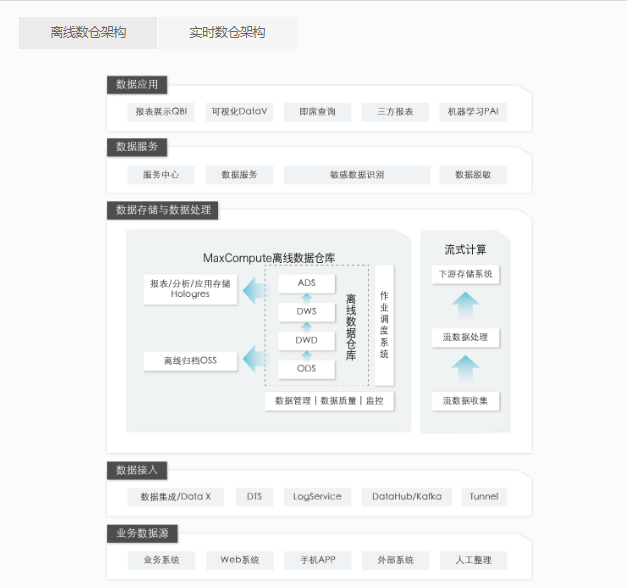 离线数仓架构
实时数仓架构
数据应用
报表展示QBI
可视化DataV
即席查询
三方报表
机器学习PAI
数据服务
服务中心
数据服务
敏感数据识别
数据脱敏
数据存储与数据处理
MaxCompute离线数据仓库
报表/分析/应用存储
Hologres
离线归档OSS
ADS
DWS
DWD
ODS
离线数据仓库
作业调度系统
数据管理丨数据质量丨监控
流式计算
下游存储系统
流数据处理
流数据收集
数据接入
数据集成/Data X
DTS
LogService
DataHub/Kafka
Tunnel
业务数据源
业务系统
Web系统
手机APP
外部系统
人工整理